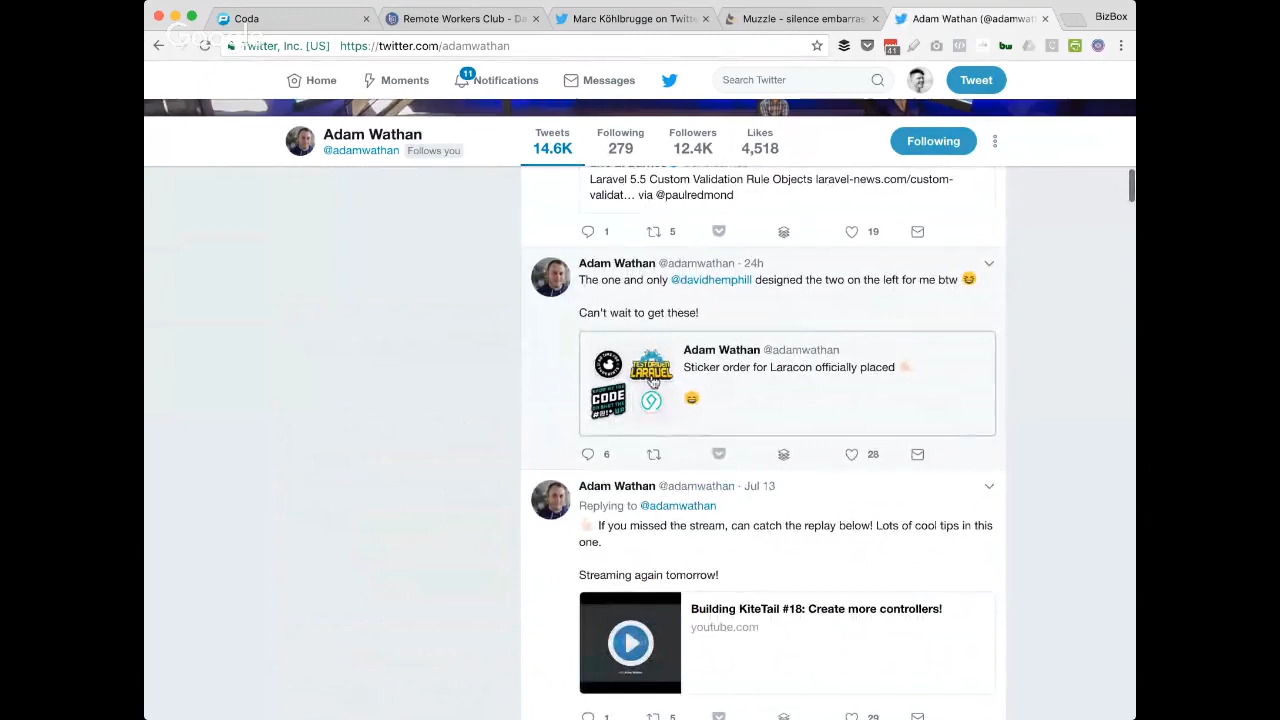 Coda
Remote Workers Club - Da
Marc Köhlbrugge on Twitte
Muzzle - silence embarras
Adam Wathan (@adamwat
BizBox
Google
Twitter, Inc. [US]
https://twitter.com/adamwathan
41
Home
Moments
11
Notifications
Messages
Search Twitter
Tweet
Adam Wathan
@adamwathan Follows you
Tweets
14.6K
Following
279
Followers
12.4K
Likes
4,518
Following
Laravel 5.5 Custom Validation Rule Objects laravel-news.com/custom-
validat… via @paulredmond
1
5
19
Adam Wathan @adamwathan · 24h
The one and only @davidhemphill designed the two on the left for me btw 😄
Can't wait to get these!
TEST DRIVEN
LARAVEL
CODE
Adam Wathan @adamwathan
Sticker order for Laracon officially placed 👌🏻
😄
6
28
Adam Wathan @adamwathan · Jul 13
Replying to @adamwathan
👇🏻 If you missed the stream, can catch the replay below! Lots of cool tips in this
one.
Streaming again tomorrow!
Building KiteTail #18: Create more controllers!
youtube.com
1
5
29